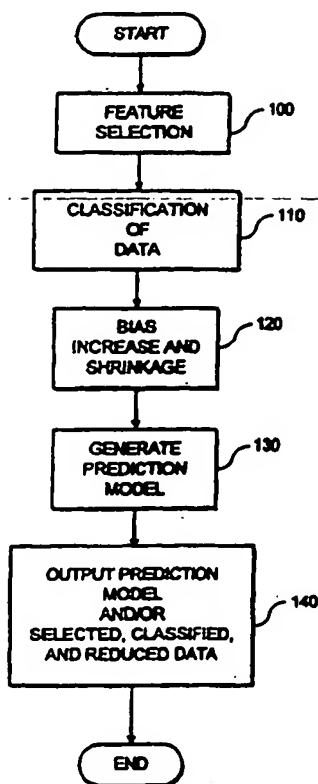 START
FEATURE
SELECTION
100
CLASSIFICATION
OF
DATA
110
BIAS
INCREASE AND
SHRINKAGE
120
GENERATE
PREDICTION
MODEL
130
OUTPUT PREDICTION
MODEL
AND/OR
SELECTED, CLASSIFIED,
AND REDUCED DATA
140
END